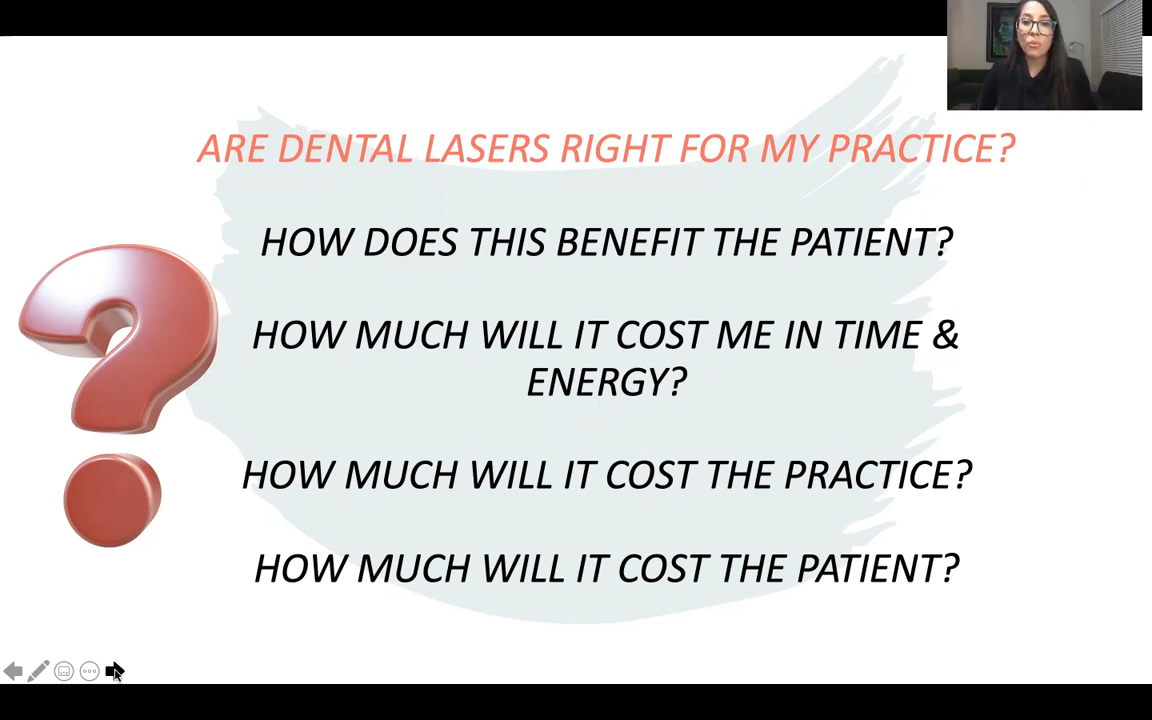 ARE DENTAL LASERS RIGHT FOR MY PRACTICE?
HOW DOES THIS BENEFIT THE PATIENT?
HOW MUCH WILL IT COST ME IN TIME &
ENERGY?
HOW MUCH WILL IT COST THE PRACTICE?
HOW MUCH WILL IT COST THE PATIENT?